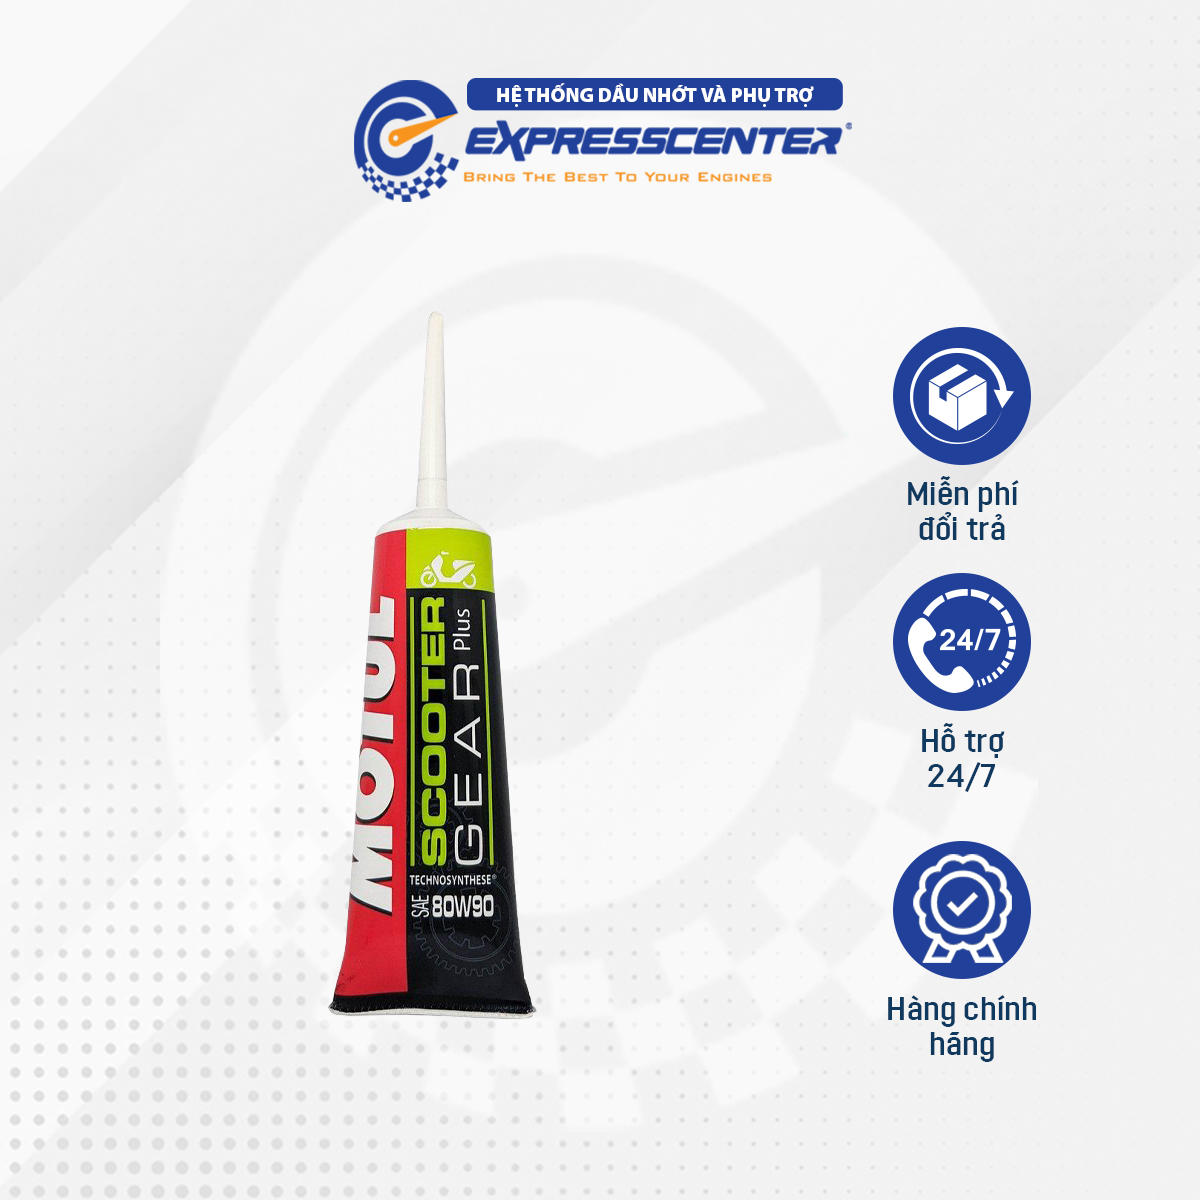 HỆ THỐNG DẦU NHỚT VÀ PHỤ TRỢ
EXPRESSCENTER®
BRING THE BEST TO YOUR ENGINES
Miễn phí
đổi trả
24/7
Hỗ trợ
24/7
Hàng chính
hãng
MOTUL
SCOOTER
GEAR Plus
TECHNOSYNTHESE®
SAE 80W90